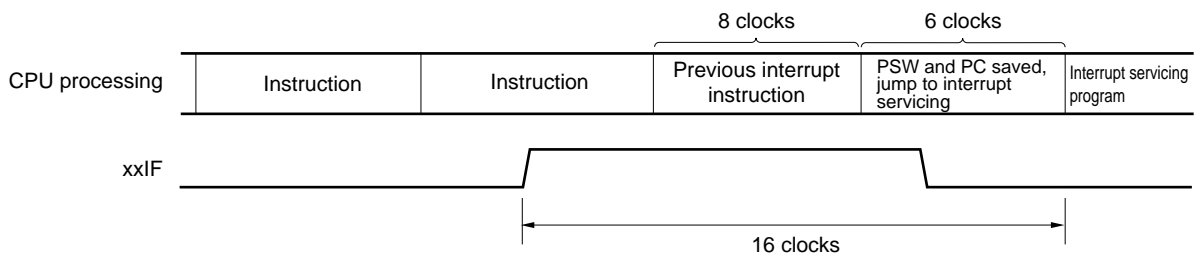 8 clocks
6 clocks
CPU processing
Instruction
Instruction
Previous interrupt
instruction
PSW and PC saved,
jump to interrupt
servicing
Interrupt servicing
program
xxIF
16 clocks